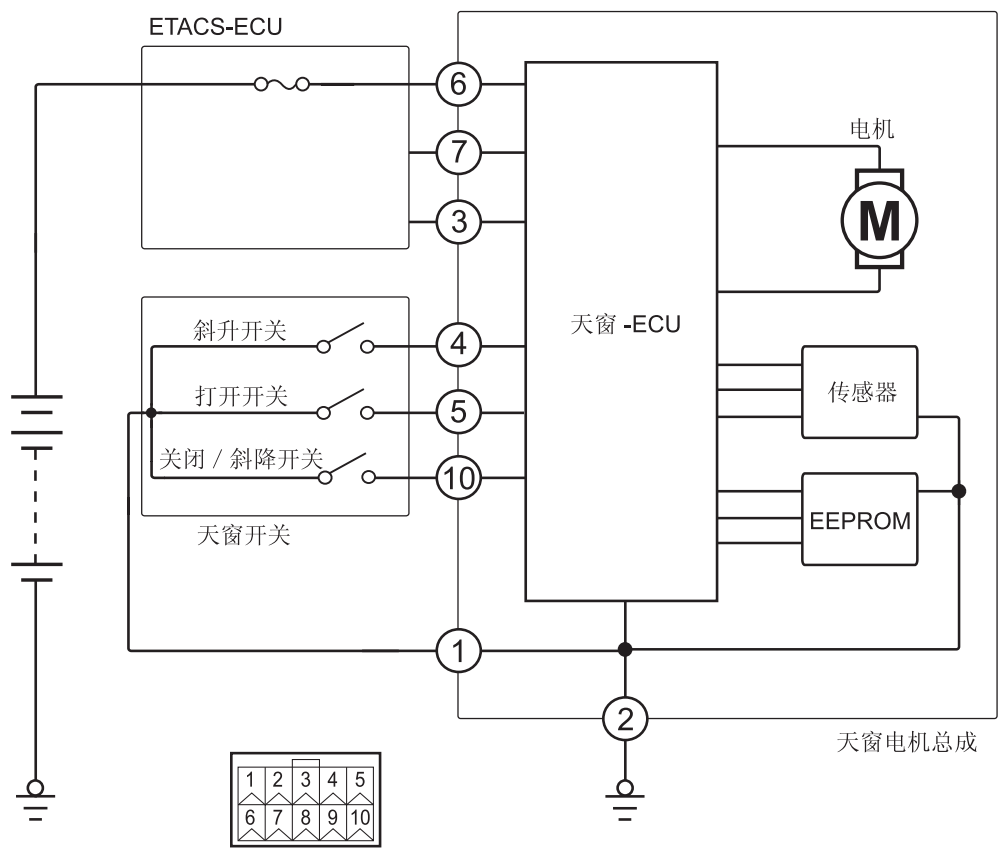 ETACS-ECU
6
7
3
电机
M
天窗 -ECU
斜升开关
4
打开开关
5
关闭 / 斜降开关
10
天窗开关
传感器
EEPROM
1
2
天窗电机总成
1 2 3 4 5
6 7 8 9 10